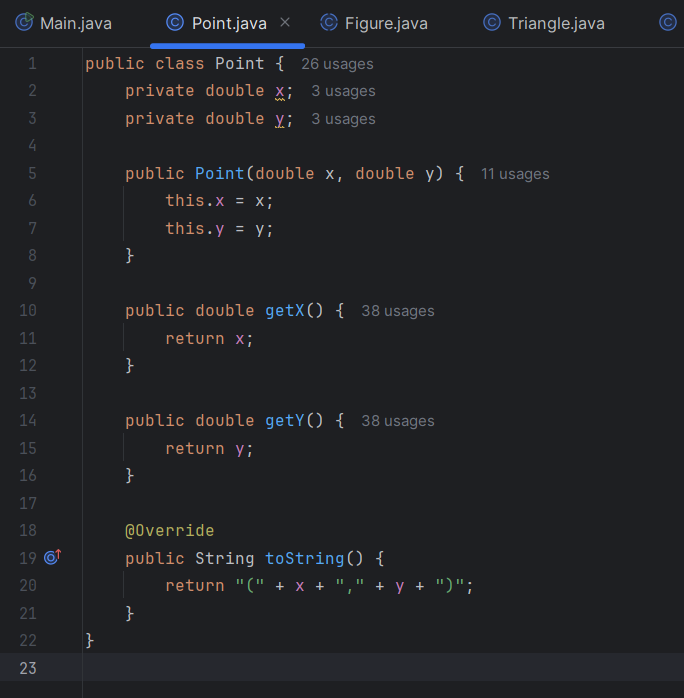 Main.java Point.java Figure.java Triangle.java
1 public class Point { 26 usages
2 private double x; 3 usages
3 private double y; 3 usages
4
5 public Point(double x, double y) { 11 usages
6 this.x = x;
7 this.y = y;
8 }
9
10 public double getX() { 38 usages
11 return x;
12 }
13
14 public double getY() { 38 usages
15 return y;
16 }
17
18 @Override
19 public String toString() {
20 return "(" + x + "," + y + ")";
21 }
22 }
23